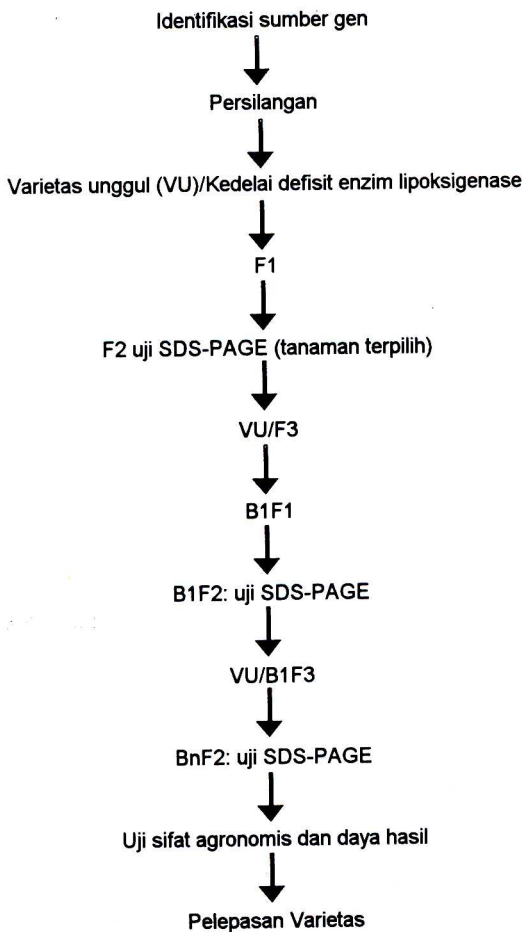 Identifikasi sumber gen
Persilangan
Varietas unggul (VU)/Kedelai defisit enzim lipoksigenase
F1
F2 uji SDS-PAGE (tanaman terpilih)
VU/F3
B1F1
B1F2: uji SDS-PAGE
VU/B1F3
BnF2: uji SDS-PAGE
Uji sifat agronomis dan daya hasil
Pelepasan Varietas